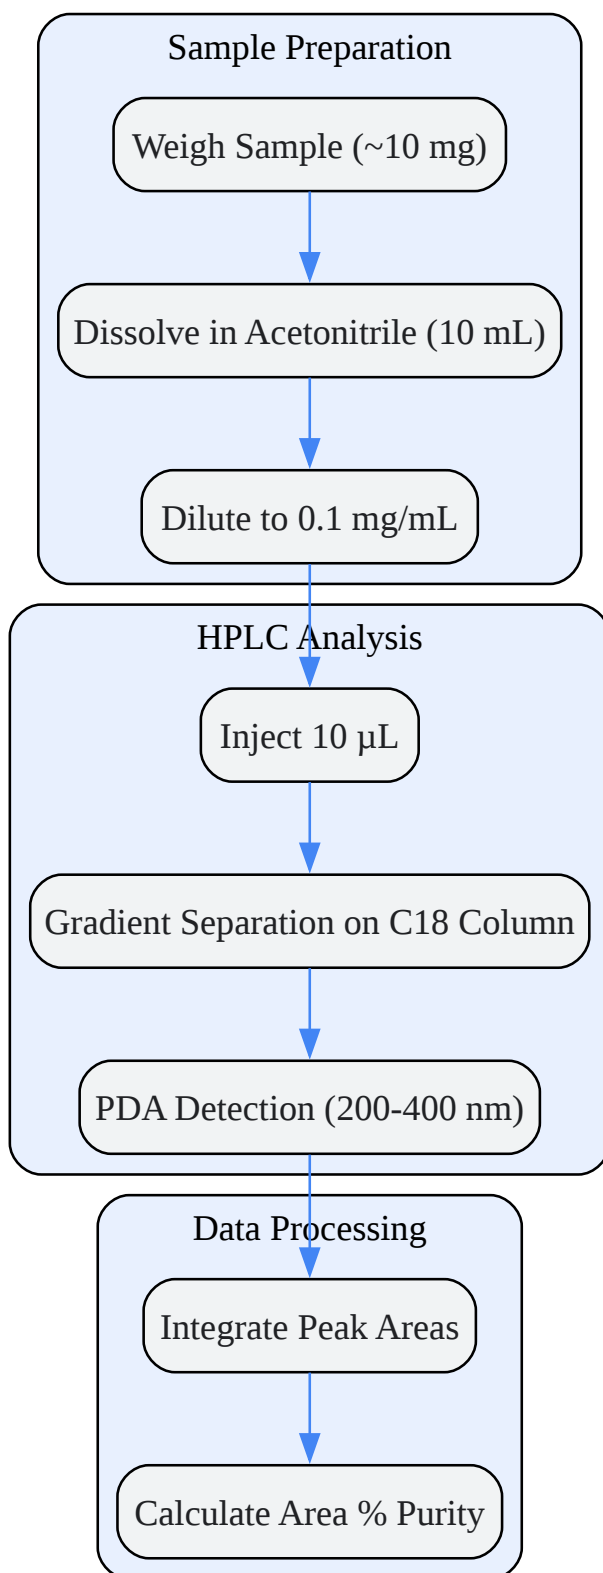 Sample Preparation
Weigh Sample (~10 mg)
Dissolve in Acetonitrile (10 mL)
Dilute to 0.1 mg/mL
HPLC Analysis
Inject 10 µL
Gradient Separation on C18 Column
PDA Detection (200-400 nm)
Data Processing
Integrate Peak Areas
Calculate Area % Purity